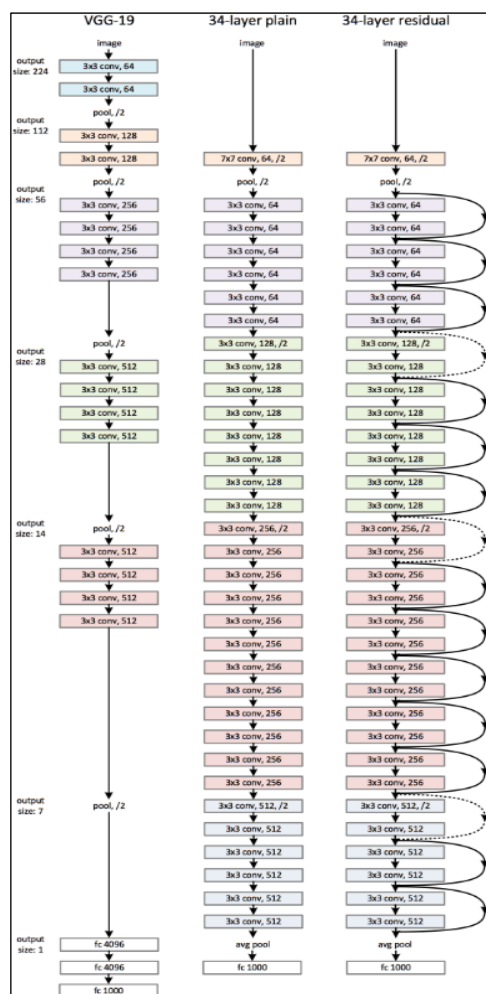 output
size: 224
output
size: 112
output
size: 56
output
size: 28
output
size: 14
output
size: 7
output
size: 1
VGG-19
image
3x3 conv, 64
3x3 conv, 64
pool, /2
3x3 conv, 128
3x3 conv, 128
pool, /2
3x3 conv, 256
3x3 conv, 256
3x3 conv, 256
3x3 conv, 256
pool, /2
3x3 conv, 512
3x3 conv, 512
3x3 conv, 512
3x3 conv, 512
pool, /2
3x3 conv, 512
3x3 conv, 512
3x3 conv, 512
3x3 conv, 512
pool, /2
fc 4096
fc 4096
fc 1000
34-layer plain
image
7x7 conv, 64, /2
pool, /2
3x3 conv, 64
3x3 conv, 64
3x3 conv, 64
3x3 conv, 64
3x3 conv, 64
3x3 conv, 64
3x3 conv, 128, /2
3x3 conv, 128
3x3 conv, 128
3x3 conv, 128
3x3 conv, 128
3x3 conv, 128
3x3 conv, 128
3x3 conv, 128
3x3 conv, 256, /2
3x3 conv, 256
3x3 conv, 256
3x3 conv, 256
3x3 conv, 256
3x3 conv, 256
3x3 conv, 256
3x3 conv, 256
3x3 conv, 256
3x3 conv, 256
3x3 conv, 256
3x3 conv, 256
3x3 conv, 512, /2
3x3 conv, 512
3x3 conv, 512
3x3 conv, 512
3x3 conv, 512
3x3 conv, 512
avg pool
fc 1000
34-layer residual
image
7x7 conv, 64, /2
pool, /2
3x3 conv, 64
3x3 conv, 64
3x3 conv, 64
3x3 conv, 64
3x3 conv, 64
3x3 conv, 64
3x3 conv, 128, /2
3x3 conv, 128
3x3 conv, 128
3x3 conv, 128
3x3 conv, 128
3x3 conv, 128
3x3 conv, 128
3x3 conv, 128
3x3 conv, 256, /2
3x3 conv, 256
3x3 conv, 256
3x3 conv, 256
3x3 conv, 256
3x3 conv, 256
3x3 conv, 256
3x3 conv, 256
3x3 conv, 256
3x3 conv, 256
3x3 conv, 256
3x3 conv, 256
3x3 conv, 512, /2
3x3 conv, 512
3x3 conv, 512
3x3 conv, 512
3x3 conv, 512
3x3 conv, 512
avg pool
fc 1000